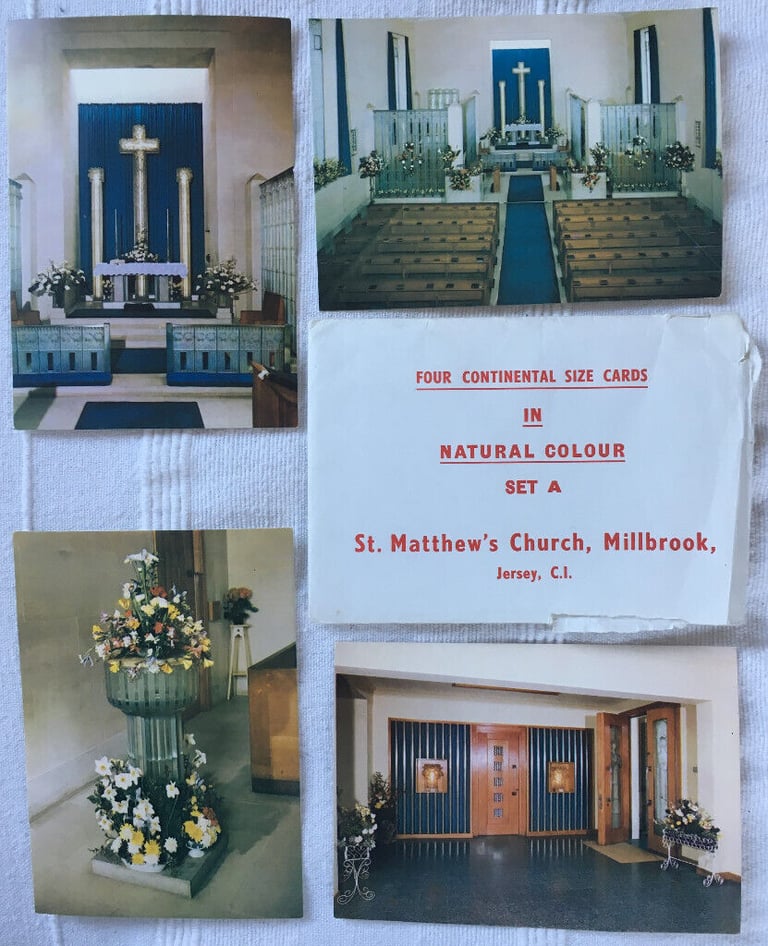 FOUR CONTINENTAL SIZE CARDS
IN
NATURAL COLOUR
SET A
St. Matthew's Church, Millbrook,
Jersey, C.I.